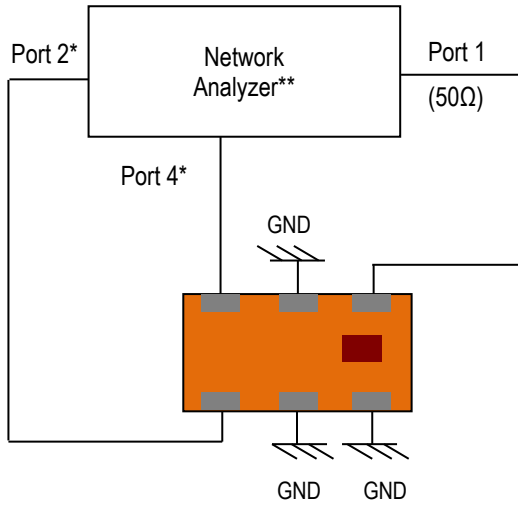 Port 2*
Network
Analyzer**
Port 1
(50Ω)
Port 4*
GND
GND
GND